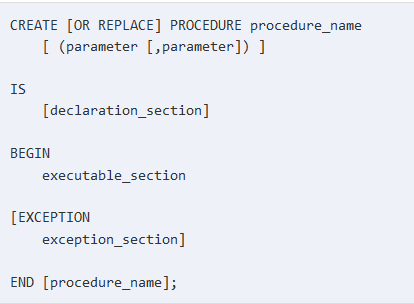 CREATE [OR REPLACE] PROCEDURE procedure_name
    [ (parameter [,parameter]) ]
IS
    [declaration_section]
BEGIN
    executable_section
[EXCEPTION
    exception_section]
END [procedure_name];